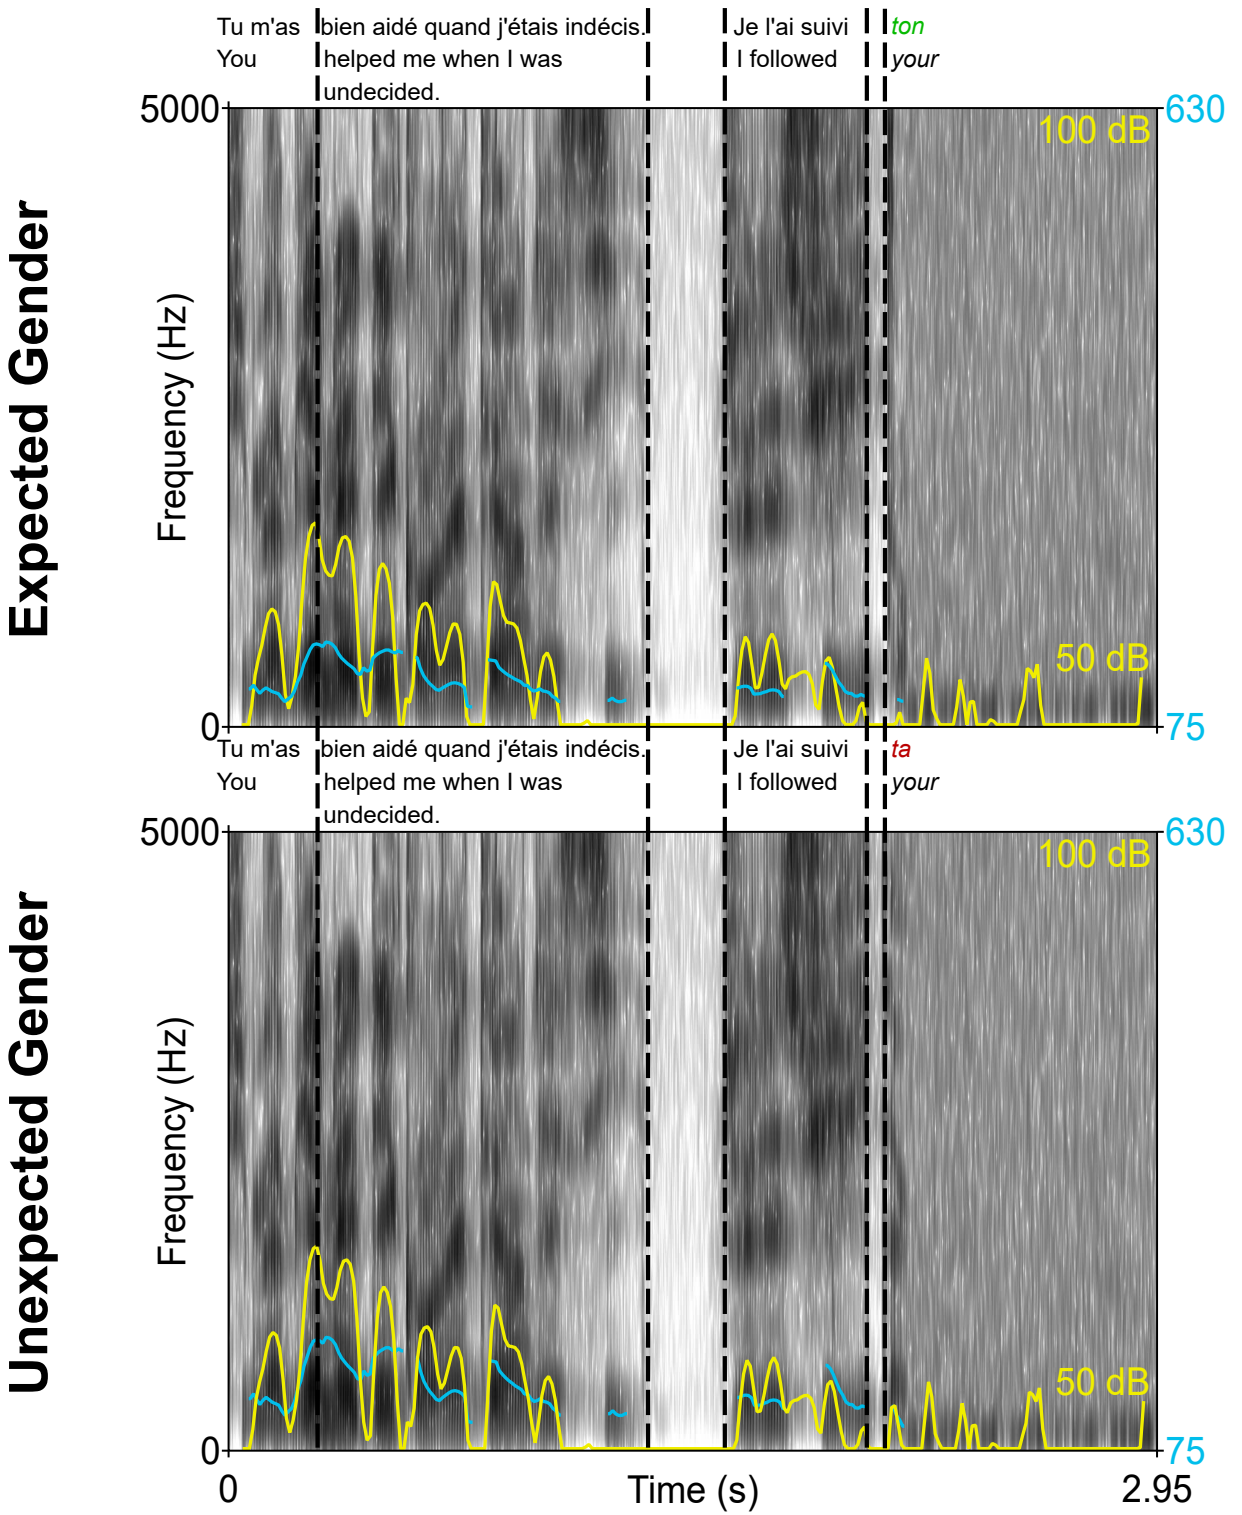 Tu m'as bien aidé quand j'étais indécis. Je l'ai suivi ton
You helped me when I was I followed your
undecided.
5000
630
100 dB
Expected Gender
Frequency (Hz)
50 dB
0
75
Tu m'as bien aidé quand j'étais indécis. Je l'ai suivi ta
You helped me when I was I followed your
undecided.
5000
630
100 dB
Unexpected Gender
Frequency (Hz)
50 dB
0
75
0 Time (s) 2.95